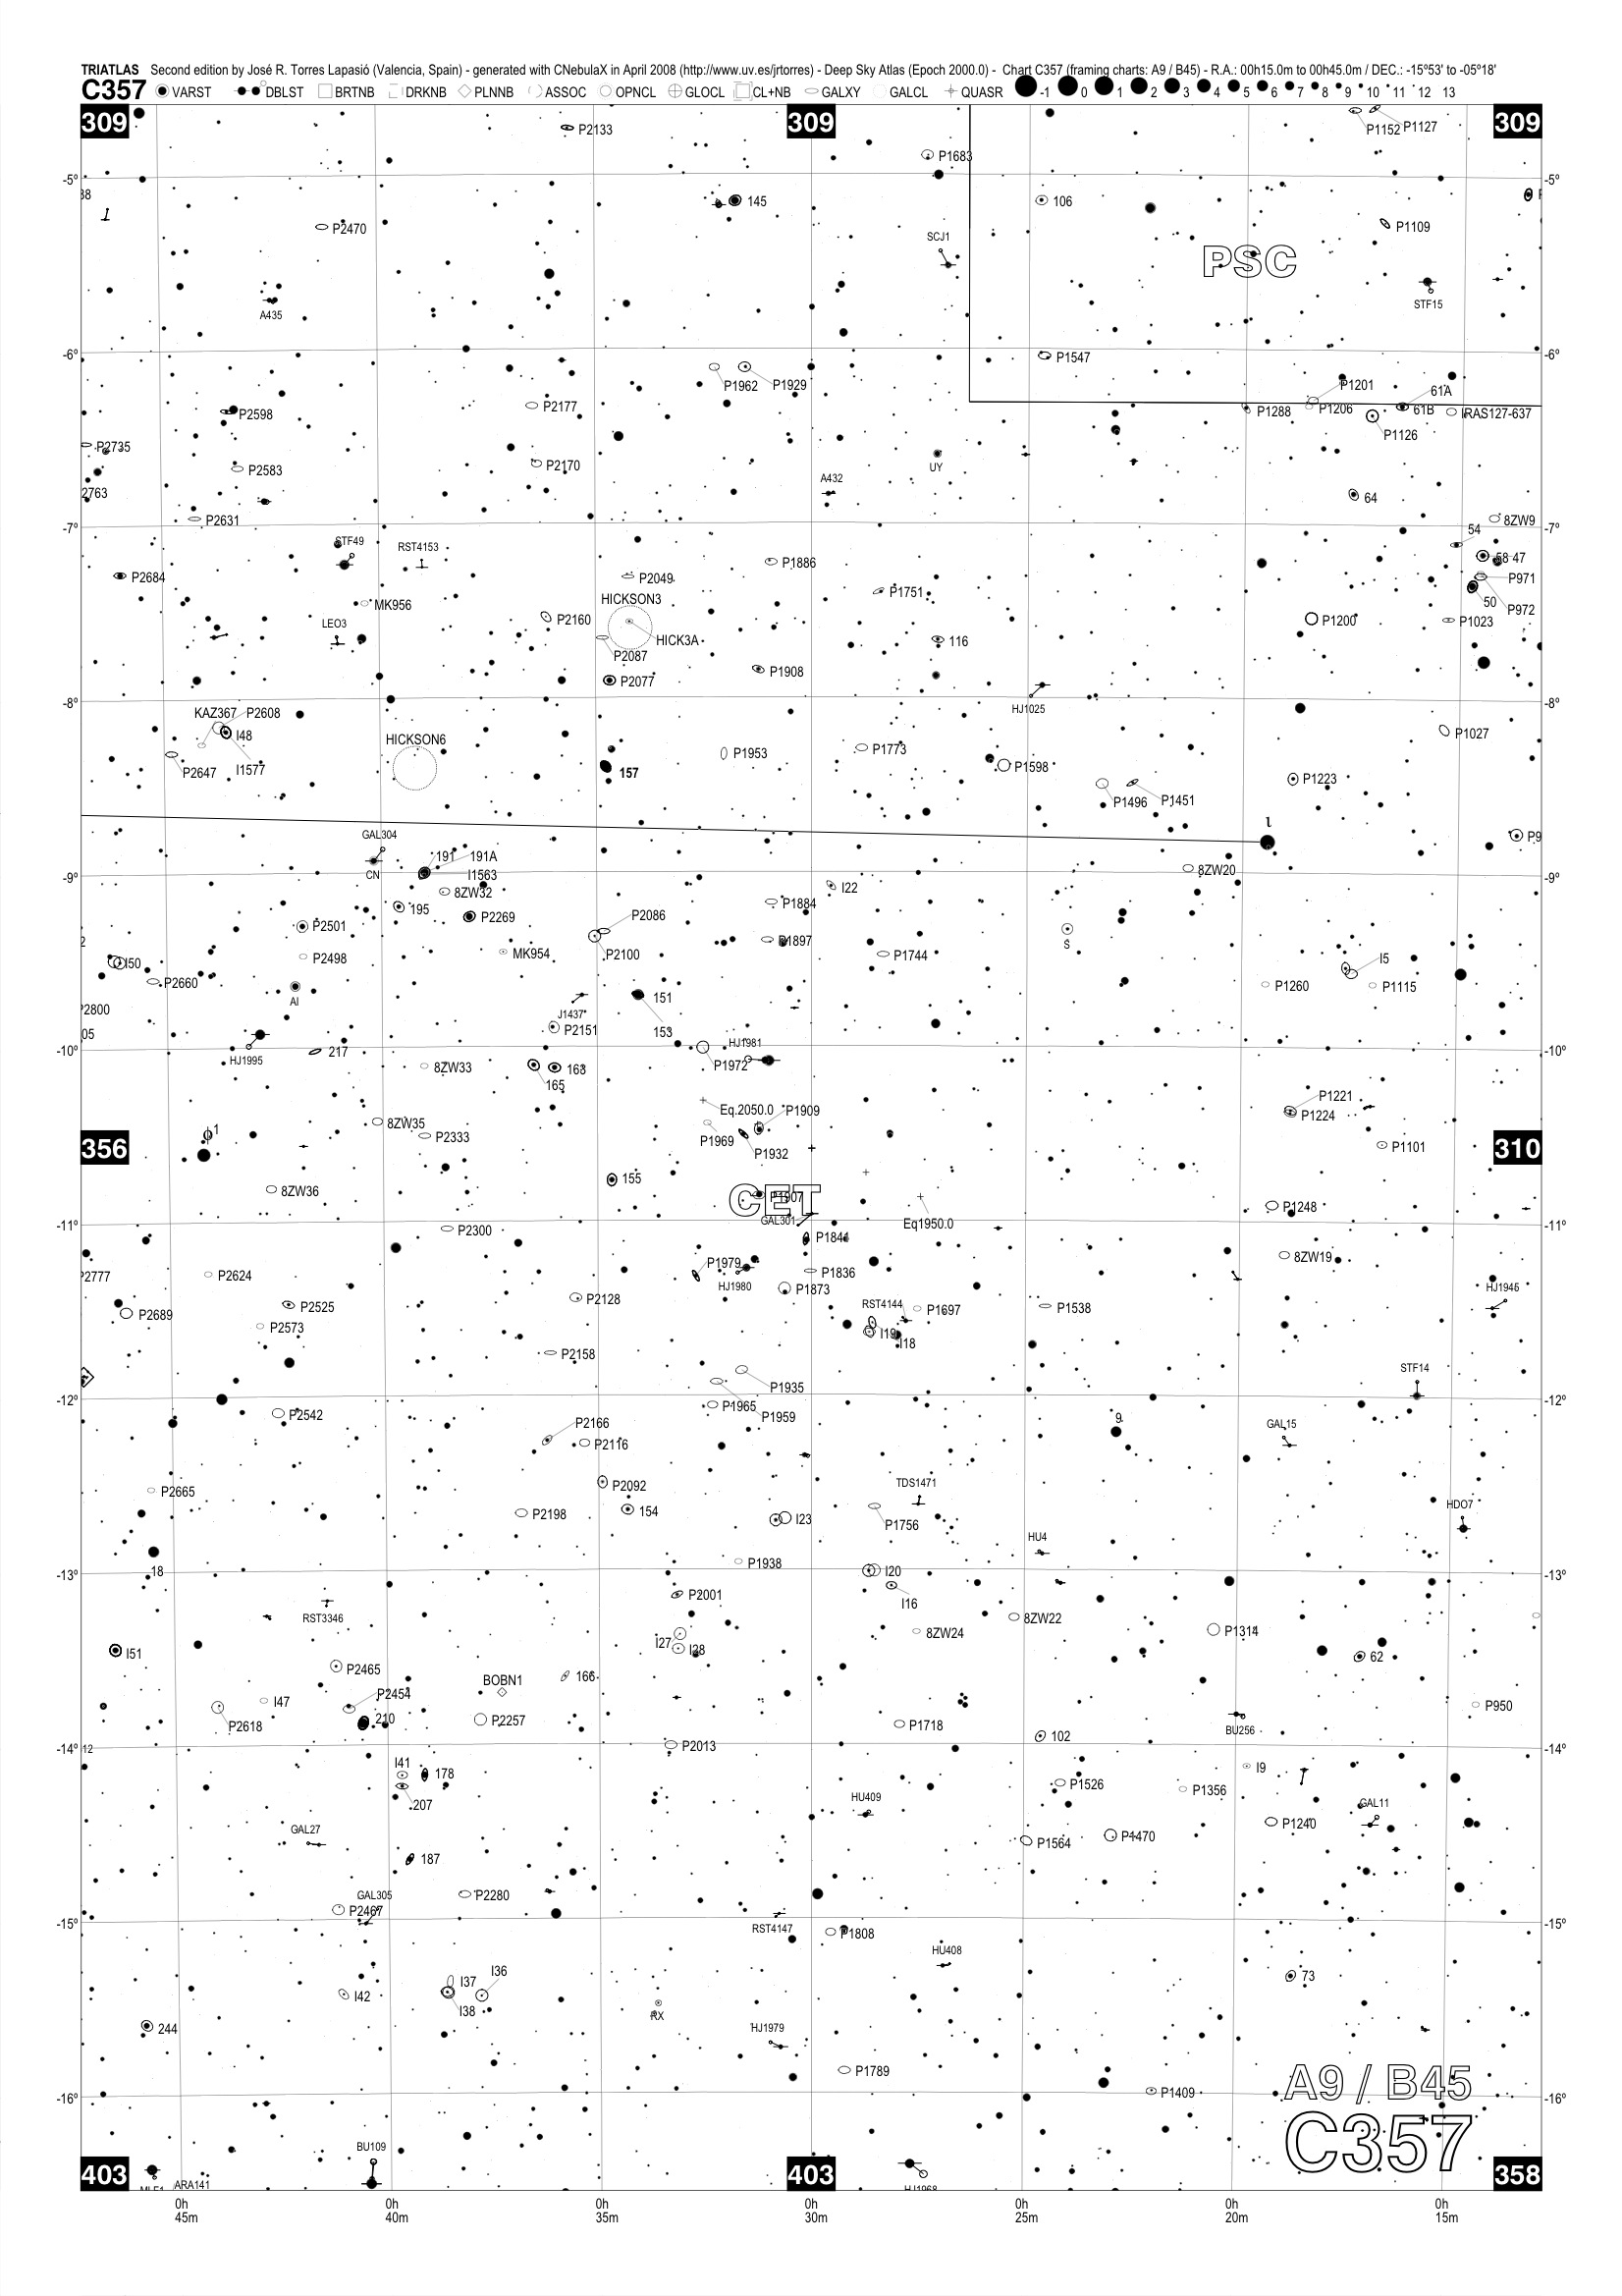 TRIATLAS Second edition by José R. Torres Lapasió (Valencia, Spain) - generated with CNebulaX in April 2008 (http://www.uv.es/jrtorres) - Deep Sky Atlas (Epoch 2000.0) - Chart C357 (framing charts: A9 / B45) - R.A.: 00h15.0m to 00h45.0m / DEC.: -15°53' to -05°18'
C357 VARST DBLST BRTNB DRKNB PLNNB ASSOC OPNCL GLOCL CL+NB GALXY GALCL QUASR -1 0 1 2 3 4 5 6 7 8 9 10 11 12 13
309 309 309
P2133 P1152 P1127
P1683
-5° -5°
145 106
P2470 P1109
SCJ1
PSC
A435 STF15
-6° P1547 -6°
P1962 P1929 P1201 61A
P2598 P2177 P1288 P1206 61B IRAS127-637
P1126
P2735
P2583 P2170 UY
2763 A432 64
P2631 8ZW9
-7° 54 -7°
STF49 RST4153 58 47
P2684 P2049 P1886 P971
MK956 P1751 50
HICKSON3 P972
LEO3 P2160 P1200 P1023
HICK3A 116
P2087
P2077 P1908
-8° HJ1025 -8°
KAZ367 P2608
I48 HICKSON6 P1027
P2647 I1577 P1953 P1773
157 P1598 P1223
P1496 P1451
GAL304 1 P9
191 191A
CN I1563 8ZW20
-9° -9°
8ZW32 I22
195 P2269 P2086 P1884
P2501 P1897 S
P2498 MK954 P2100 P1744
I50 I5
P2660 P1260 P1115
AI 151
2800
J1437
05 P2151 153
HJ1995 217 HJ1981
-10° P1972 -10°
8ZW33 163
165
Eq.2050.0 P1909 P1221
1 8ZW35 P1224
356 P2333 P1969 P1932 P1101 310
155
8ZW36 CET P1907 P1248
GAL301 Eq1950.0
-11° P2300 P1844 -11°
P1979 8ZW19
P2777 P2624 HJ1980 P1836
P2128 P1873 HJ1946
P2525 RST4144 P1697 P1538
P2689 P2573 I19
I18
P2158
P1935 STF14
-12° P1965 -12°
P2542 P1959 9
P2166 GAL15
P2116
P2665 P2092 TDS1471
P2198 154 I23 P1756 HDO7
HU4
P1938
18 I20
-13° -13°
P2001 I16
RST3346 8ZW22
I27 I28 8ZW24 P1314
I51 P2465 62
BOBN1 166
I47 P2454
P2618 210 P2257 P1718 P950
102 BU256
-14° 12 P2013 -14°
I41 178 I9
P1526 P1356
207 HU409 GAL11
GAL27 P1240
P1564 P4470
187
P2280
GAL305 P2467
-15° RST4147 P1808 -15°
HU408
I37 I36 73
I42 I38
RX
244 HJ1979
P1789
A9 / B45
-16° P1409 -16°
C357
BU109
403 403 358
ARA141
0h 0h 0h 0h 0h 0h 0h
45m 40m 35m 30m 25m 20m 15m